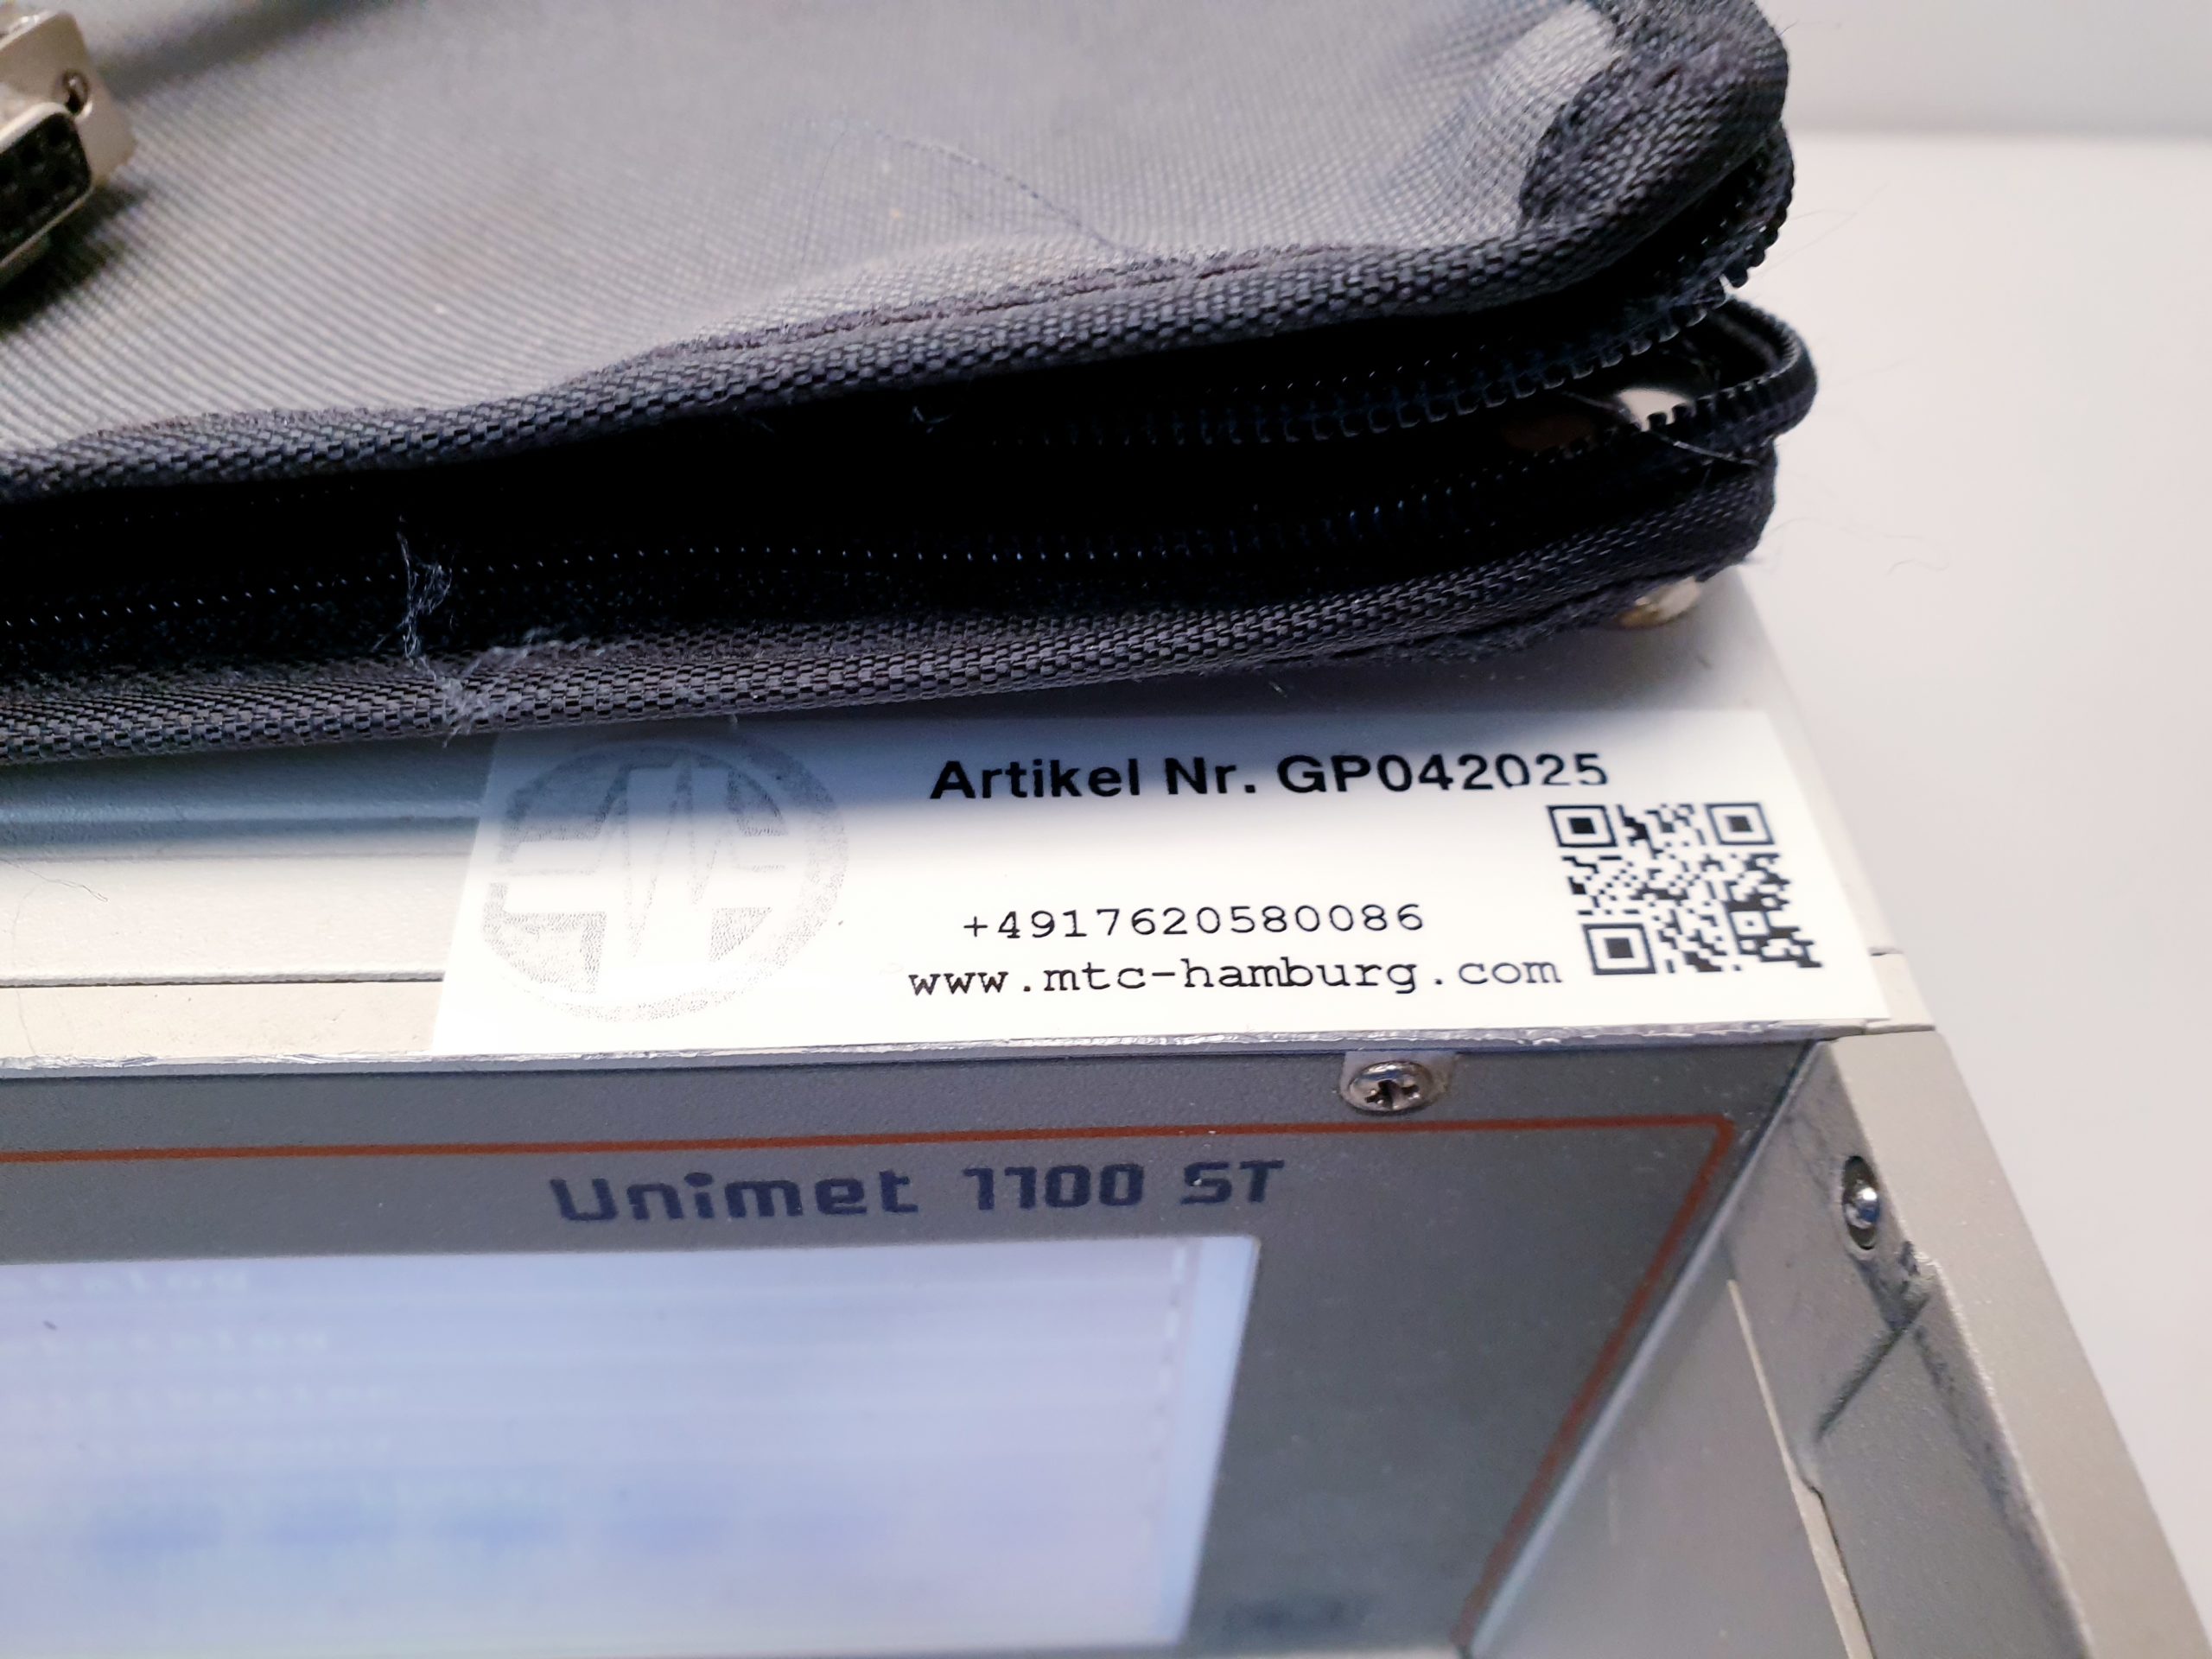 Artikel Nr. GP042025
+4917620580086
www.mtc-hamburg.com
Unimet 1100 ST